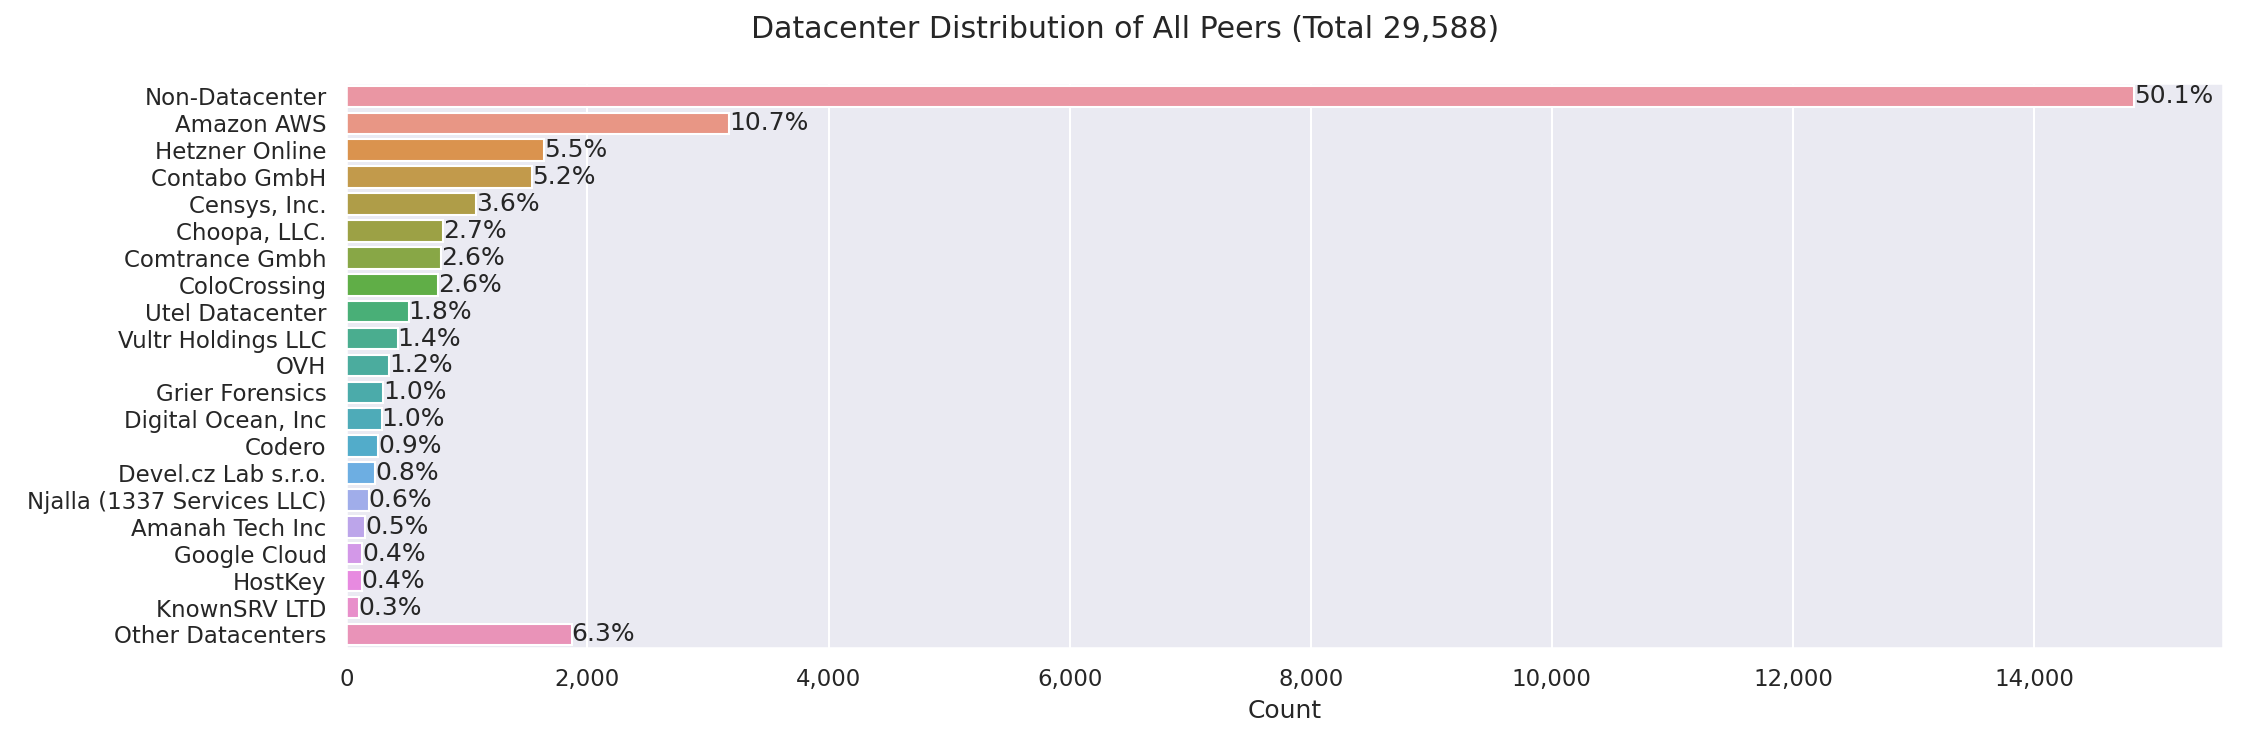 Datacenter Distribution of All Peers (Total 29,588)
Non-Datacenter 50.1%
Amazon AWS 10.7%
Hetzner Online 5.5%
Contabo GmbH 5.2%
Censys, Inc. 3.6%
Choopa, LLC. 2.7%
Comtrance Gmbh 2.6%
ColoCrossing 2.6%
Utel Datacenter 1.8%
Vultr Holdings LLC 1.4%
OVH 1.2%
Grier Forensics 1.0%
Digital Ocean, Inc 1.0%
Codero 0.9%
Devel.cz Lab s.r.o. 0.8%
Njalla (1337 Services LLC) 0.6%
Amanah Tech Inc 0.5%
Google Cloud 0.4%
HostKey 0.4%
KnownSRV LTD 0.3%
Other Datacenters 6.3%
0 2,000 4,000 6,000 8,000 10,000 12,000 14,000
Count